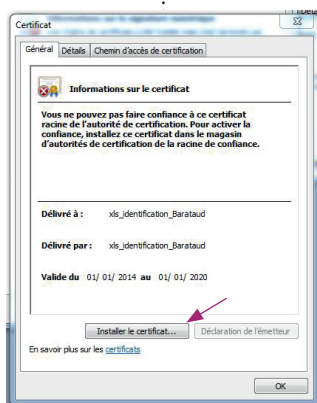 Certificat
Général Détails Chemin d'accès de certification
Informations sur le certificat
Vous ne pouvez pas faire confiance à ce certificat
racine de l'autorité de certification. Pour activer la
confiance, installez ce certificat dans le magasin
d'autorités de certification de la racine de confiance.
Délivré à : xls_identification_Barataud
Délivré par : xls_identification_Barataud
Valide du 01/ 01/ 2014 au 01/ 01/ 2020
Installer le certificat... Déclaration de l'émetteur
En savoir plus sur les certificats
OK